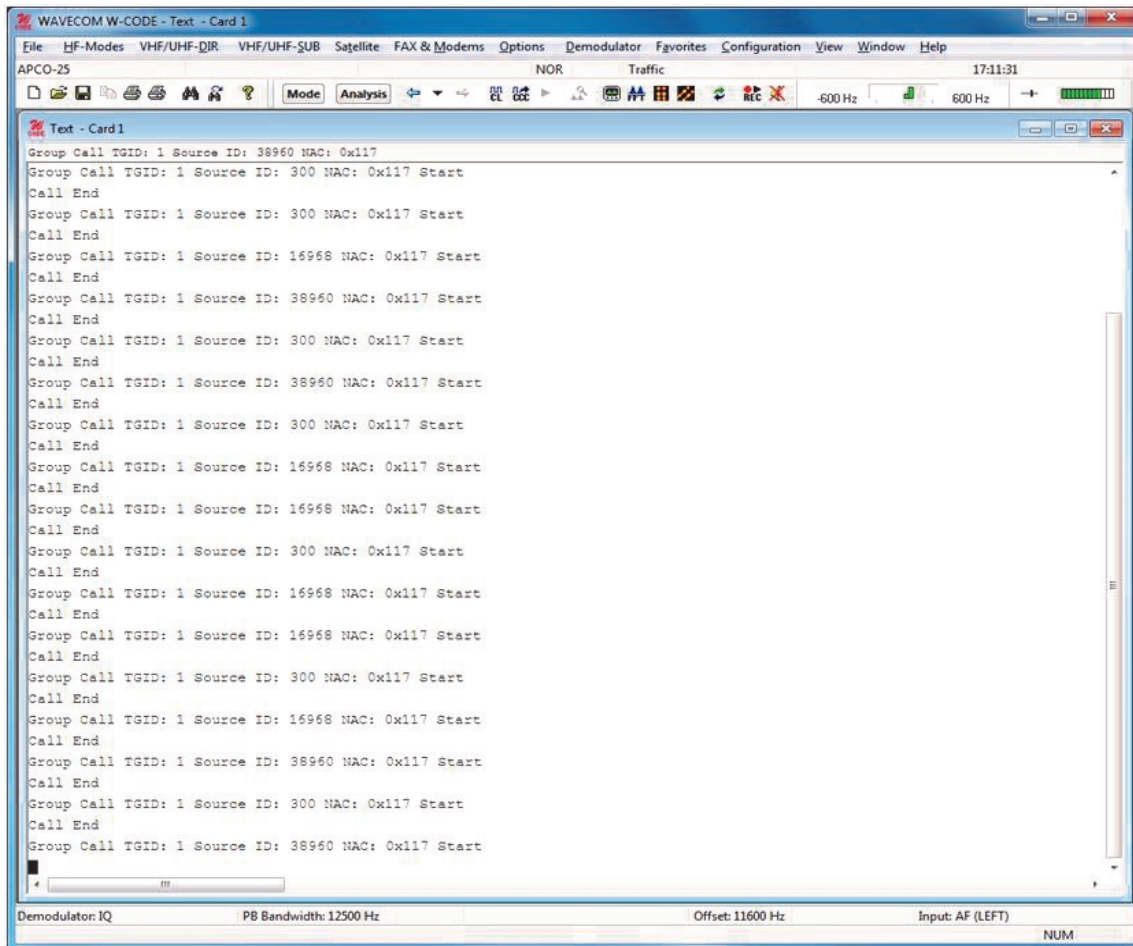 WAVECOM W-CODE - Text - Card 1
File HF-Modes VHF/UHF-DIR VHF/UHF-SUB Satellite FAX & Modems Options Demodulator Favorites Configuration View Window Help
APCO-25 NOR Traffic 17:11:31
Mode Analysis CL CCC REC -600 Hz 600 Hz
Text - Card 1
Group Call TGID: 1 Source ID: 38960 NAC: 0x117
Group Call TGID: 1 Source ID: 300 NAC: 0x117 Start
Call End
Group Call TGID: 1 Source ID: 300 NAC: 0x117 Start
Call End
Group Call TGID: 1 Source ID: 16968 NAC: 0x117 Start
Call End
Group Call TGID: 1 Source ID: 38960 NAC: 0x117 Start
Call End
Group Call TGID: 1 Source ID: 300 NAC: 0x117 Start
Call End
Group Call TGID: 1 Source ID: 38960 NAC: 0x117 Start
Call End
Group Call TGID: 1 Source ID: 300 NAC: 0x117 Start
Call End
Group Call TGID: 1 Source ID: 16968 NAC: 0x117 Start
Call End
Group Call TGID: 1 Source ID: 16968 NAC: 0x117 Start
Call End
Group Call TGID: 1 Source ID: 300 NAC: 0x117 Start
Call End
Group Call TGID: 1 Source ID: 16968 NAC: 0x117 Start
Call End
Group Call TGID: 1 Source ID: 16968 NAC: 0x117 Start
Call End
Group Call TGID: 1 Source ID: 300 NAC: 0x117 Start
Call End
Group Call TGID: 1 Source ID: 16968 NAC: 0x117 Start
Call End
Group Call TGID: 1 Source ID: 38960 NAC: 0x117 Start
Call End
Group Call TGID: 1 Source ID: 300 NAC: 0x117 Start
Call End
Group Call TGID: 1 Source ID: 38960 NAC: 0x117 Start
Demodulator: IQ PB Bandwidth: 12500 Hz Offset: 11600 Hz Input: AF (LEFT)
NUM